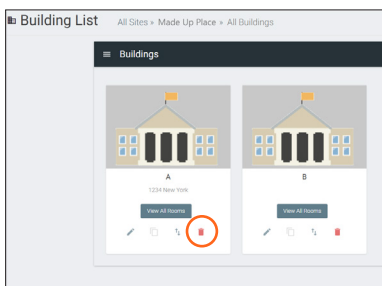 Building List
All Sites » Made Up Place » All Buildings
Buildings
A
1234 New York
View All Rooms
B
View All Rooms